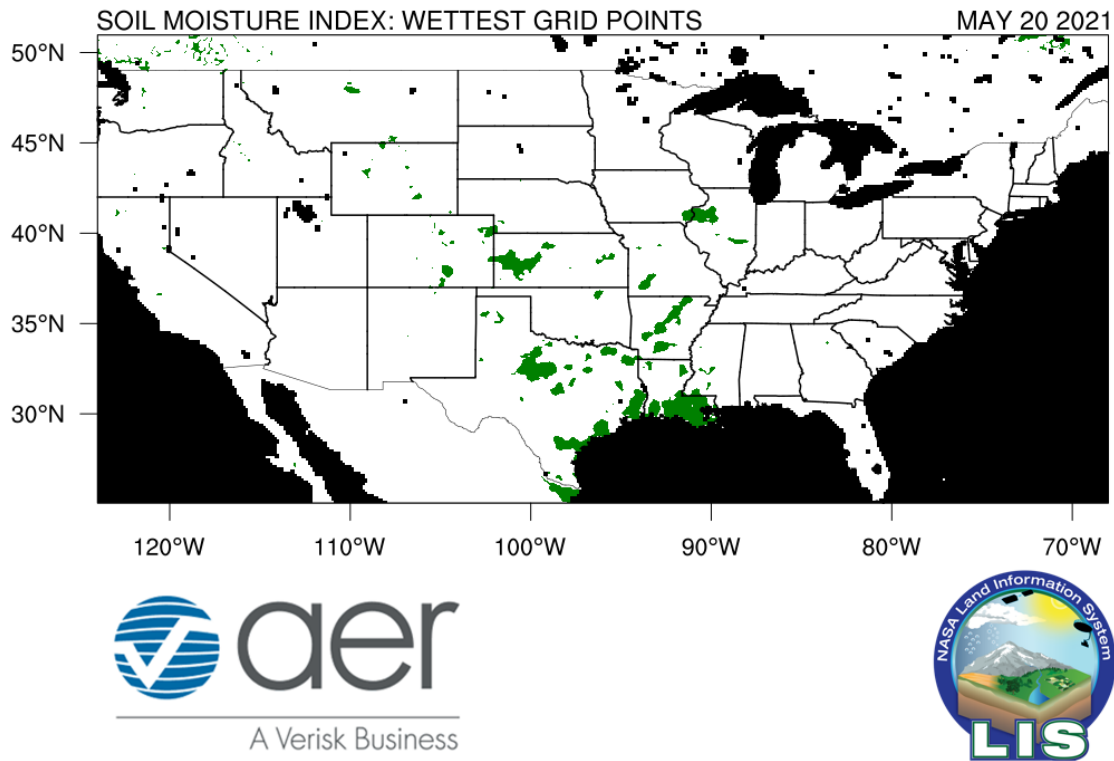 SOIL MOISTURE INDEX: WETTEST GRID POINTS MAY 20 2021
50°N
45°N
40°N
35°N
30°N
120°W 110°W 100°W 90°W 80°W 70°W
aer
A Verisk Business
NASA Land Information System
LIS